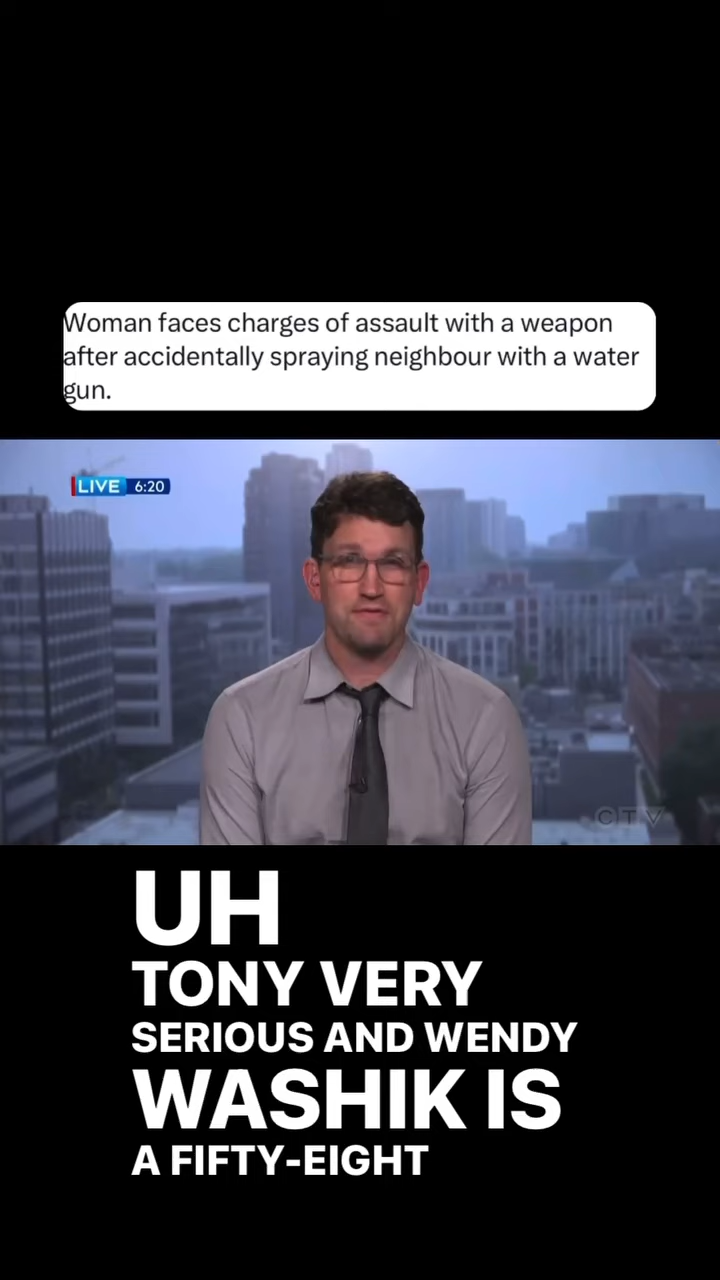 Woman faces charges of assault with a weapon
after accidentally spraying neighbour with a water
gun.
LIVE 6:20
CTV
UH
TONY VERY
SERIOUS AND WENDY
WASHIK IS
A FIFTY-EIGHT